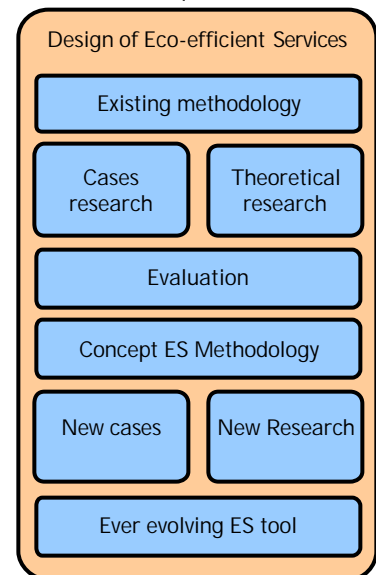 Design of Eco-efficient Services
Existing methodology
Cases
research
Theoretical
research
Evaluation
Concept ES Methodology
New cases
New Research
Ever evolving ES tool